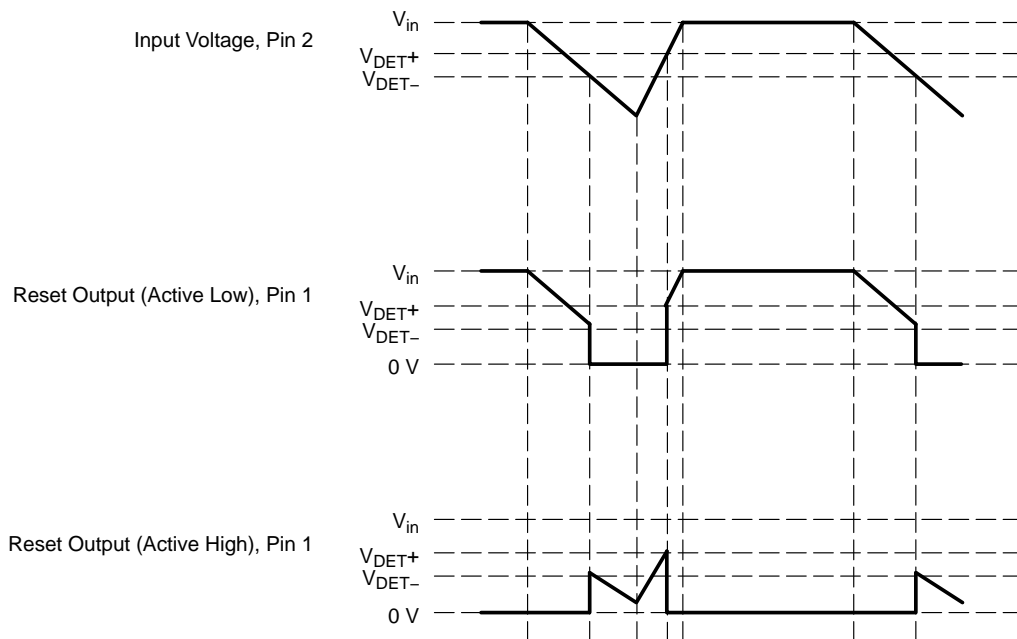 Input Voltage, Pin 2
V_in
V_DET+
V_DET−
Reset Output (Active Low), Pin 1
V_in
V_DET+
V_DET−
0 V
Reset Output (Active High), Pin 1
V_in
V_DET+
V_DET−
0 V